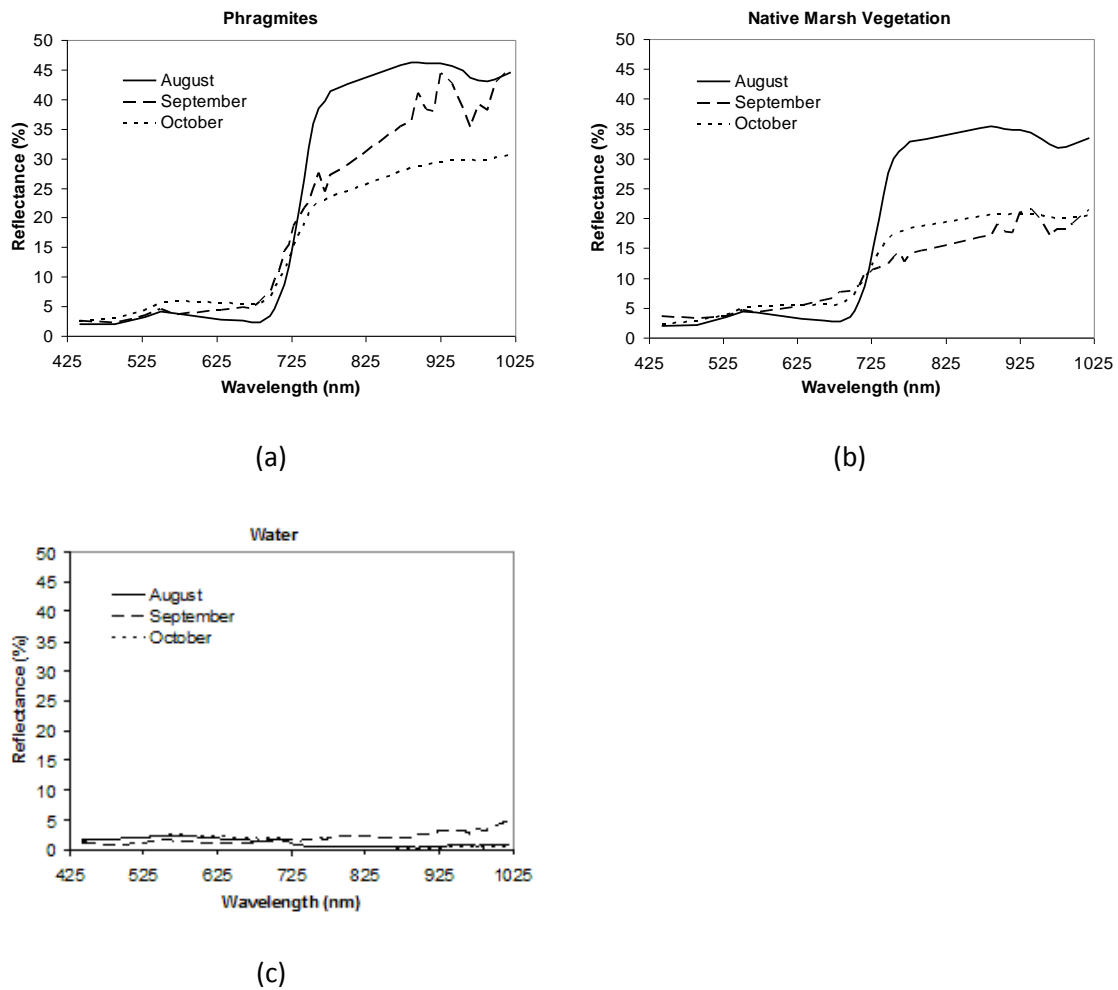 Phragmites
50
45
40
35
30
25
20
15
10
5
0
Reflectance (%)
August
September
October
425 525 625 725 825 925 1025
Wavelength (nm)
(a)
Native Marsh Vegetation
50
45
40
35
30
25
20
15
10
5
0
Reflectance (%)
August
September
October
425 525 625 725 825 925 1025
Wavelength (nm)
(b)
Water
50
45
40
35
30
25
20
15
10
5
0
Reflectance (%)
August
September
October
425 525 625 725 825 925 1025
Wavelength (nm)
(c)